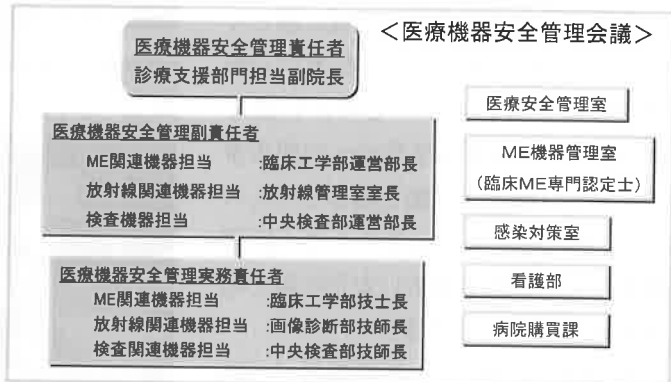 ＜医療機器安全管理会議＞
医療機器安全管理責任者
診療支援部門担当副院長
医療機器安全管理副責任者
ME関連機器担当 :臨床工学部運営部長
放射線関連機器担当 :放射線管理室室長
検査機器担当 :中央検査部運営部長
医療機器安全管理実務責任者
ME関連機器担当 :臨床工学部技士長
放射線関連機器担当 :画像診断部技師長
検査関連機器担当 :中央検査部技師長
医療安全管理室
ME機器管理室
（臨床ME専門認定士）
感染対策室
看護部
病院購買課